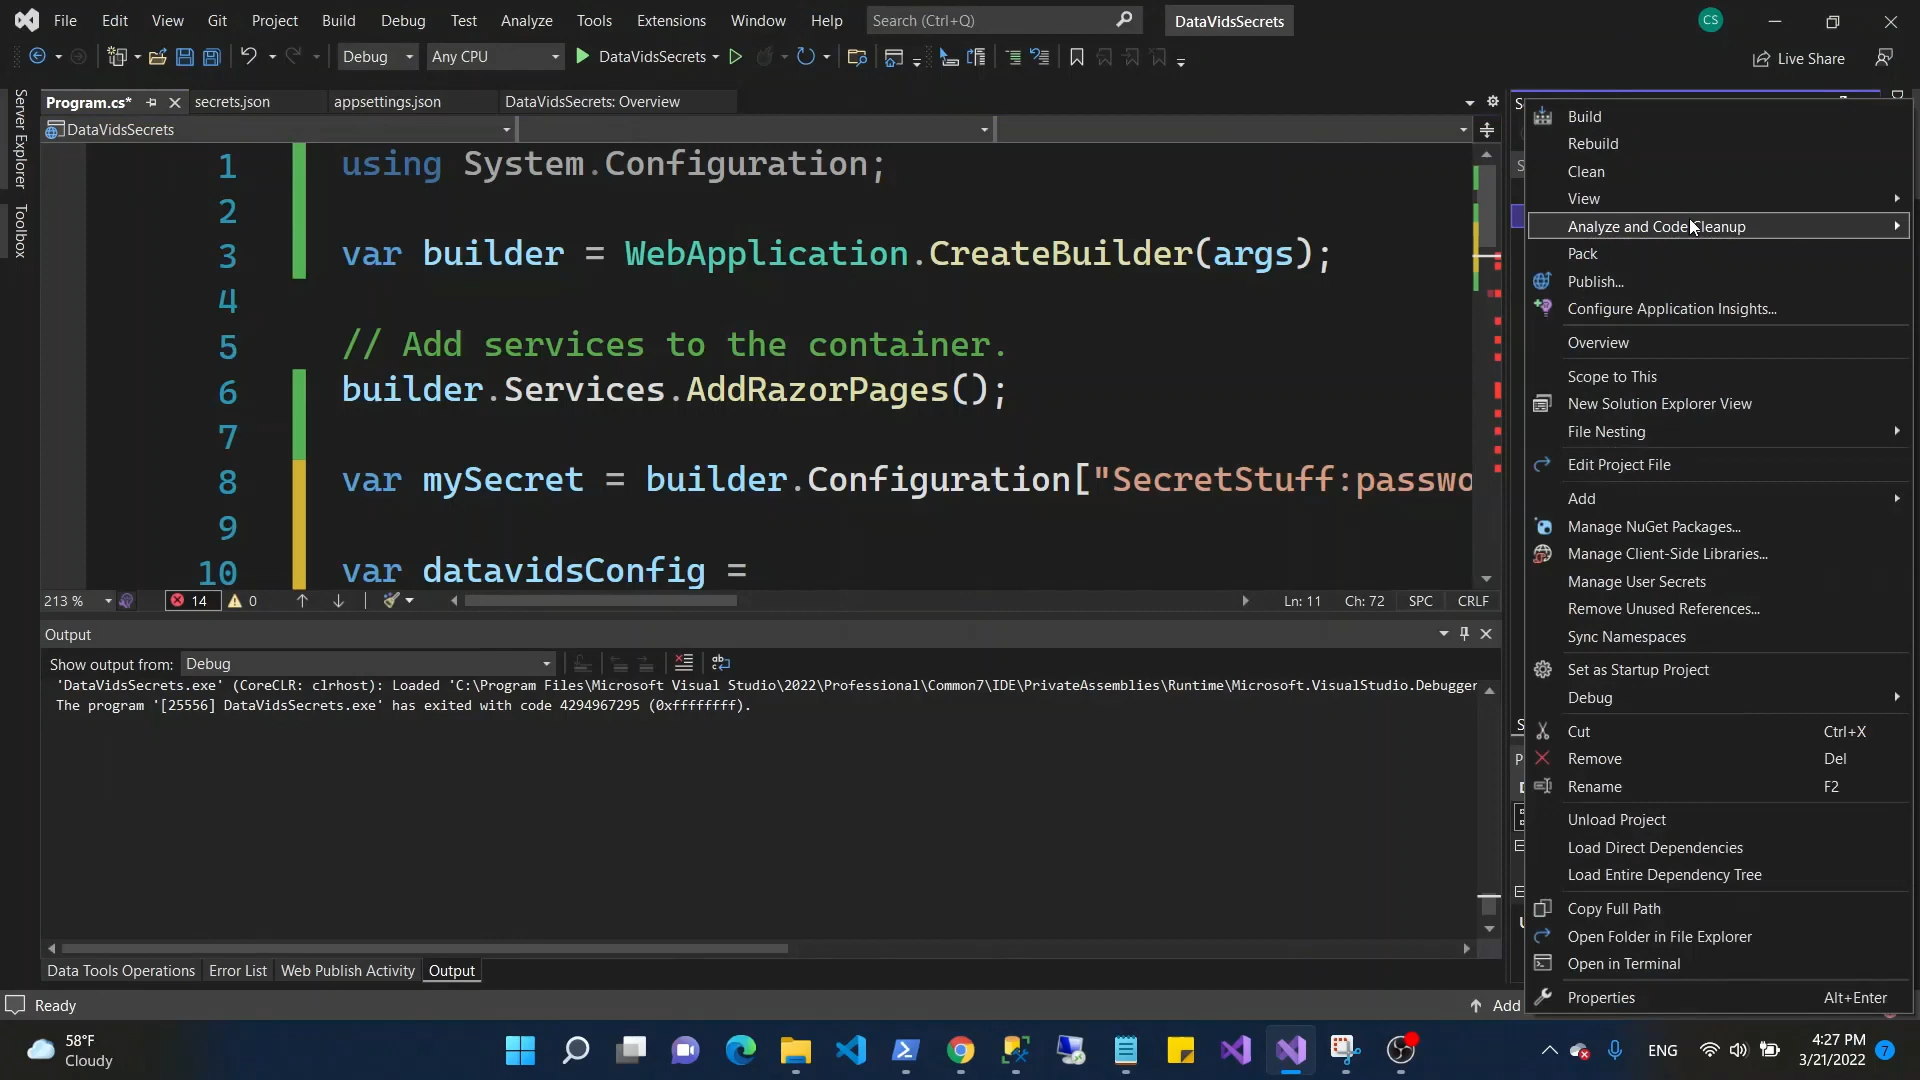 File Edit View Git Project Build Debug Test Analyze Tools Extensions Window Help Search (Ctrl+Q) DataVidsSecrets CS
Debug Any CPU DataVidsSecrets Live Share
Server Explorer
Toolbox
Program.cs* secrets.json appsettings.json DataVidsSecrets: Overview
DataVidsSecrets
1 using System.Configuration;
2
3 var builder = WebApplication.CreateBuilder(args);
4
5 // Add services to the container.
6 builder.Services.AddRazorPages();
7
8 var mySecret = builder.Configuration["SecretStuff:passwo
9
10 var datavidsConfig =
213 % 14 0 Ln: 11 Ch: 72 SPC CRLF
Output
Show output from: Debug
'DataVidsSecrets.exe' (CoreCLR: clrhost): Loaded 'C:\Program Files\Microsoft Visual Studio\2022\Professional\Common7\IDE\PrivateAssemblies\Runtime\Microsoft.VisualStudio.Debugger
The program '[25556] DataVidsSecrets.exe' has exited with code 4294967295 (0xffffffff).
Data Tools Operations Error List Web Publish Activity Output
Ready
Add
Build
Rebuild
Clean
View
Analyze and Code Cleanup
Pack
Publish...
Configure Application Insights...
Overview
Scope to This
New Solution Explorer View
File Nesting
Edit Project File
Add
Manage NuGet Packages...
Manage Client-Side Libraries...
Manage User Secrets
Remove Unused References...
Sync Namespaces
Set as Startup Project
Debug
Cut Ctrl+X
Remove Del
Rename F2
Unload Project
Load Direct Dependencies
Load Entire Dependency Tree
Copy Full Path
Open Folder in File Explorer
Open in Terminal
Properties Alt+Enter
58°F
Cloudy
ENG
4:27 PM
3/21/2022
7